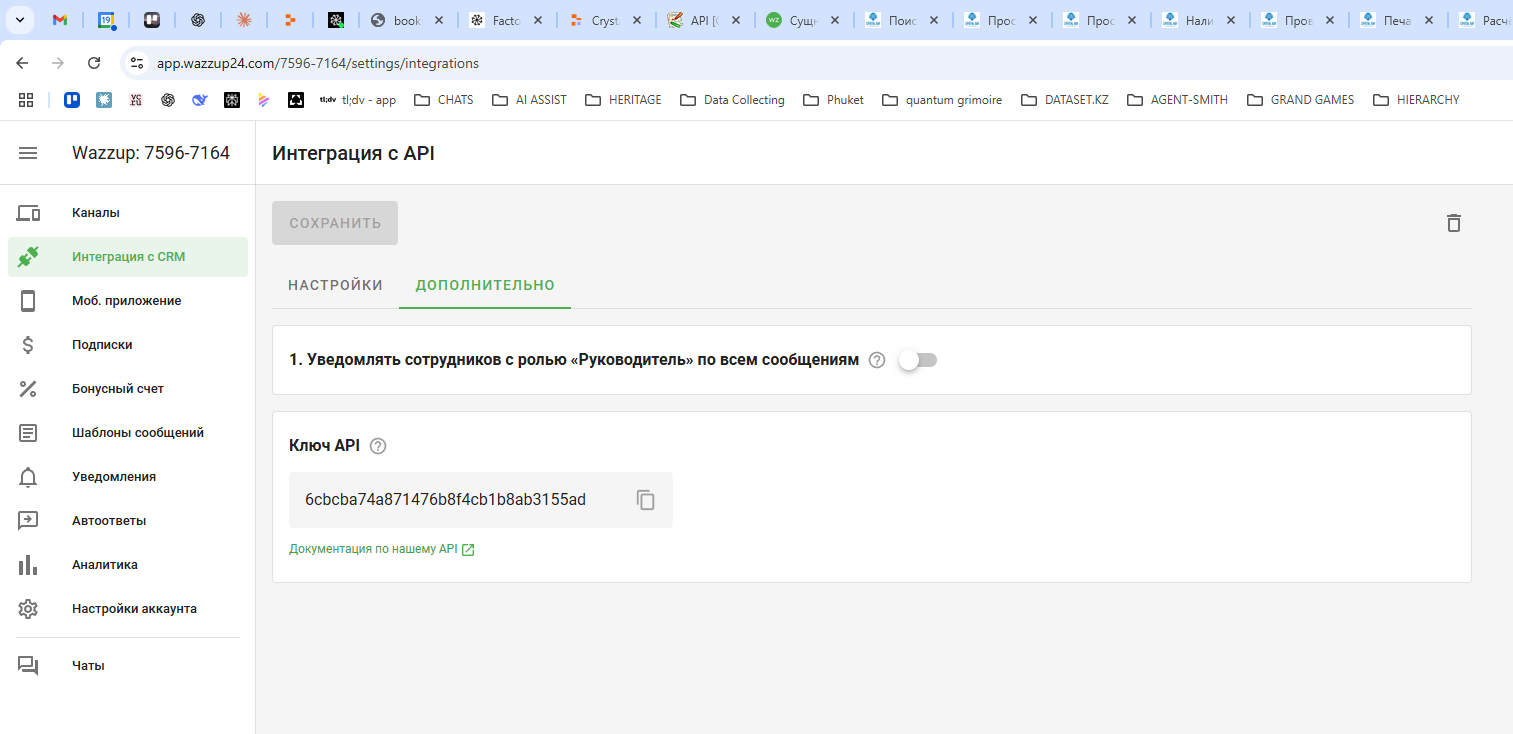 19
book
Facto
Cryst
API [
WZ
Сущн
Поис
Прос
Прос
Нали
Пров
Печа
Расч
app.wazzup24.com/7596-7164/settings/integrations
tl;dv tl;dv - app
CHATS
AI ASSIST
HERITAGE
Data Collecting
Phuket
quantum grimoire
DATASET.KZ
AGENT-SMITH
GRAND GAMES
HIERARCHY
Wazzup: 7596-7164
Интеграция с API
Каналы
Интеграция с CRM
Моб. приложение
Подписки
Бонусный счет
Шаблоны сообщений
Уведомления
Автоответы
Аналитика
Настройки аккаунта
Чаты
СОХРАНИТЬ
НАСТРОЙКИ
ДОПОЛНИТЕЛЬНО
1. Уведомлять сотрудников с ролью «Руководитель» по всем сообщениям
Ключ API
6cbcba74a871476b8f4cb1b8ab3155ad
Документация по нашему API